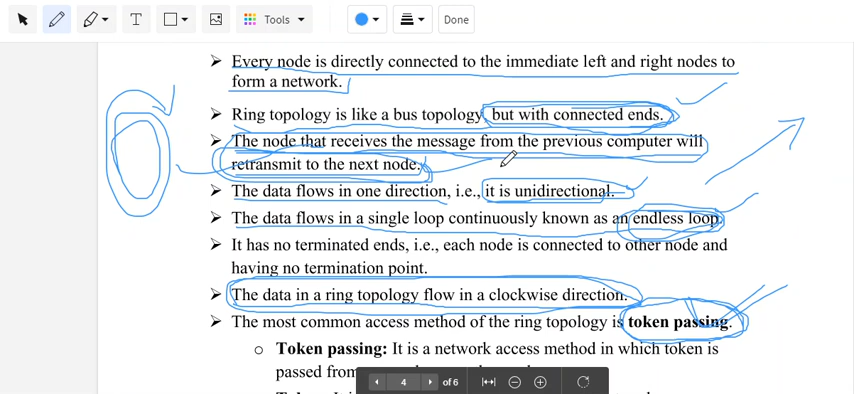 Tools
Done
Every node is directly connected to the immediate left and right nodes to
form a network.
Ring topology is like a bus topology but with connected ends.
The node that receives the message from the previous computer will
retransmit to the next node.
The data flows in one direction, i.e., it is unidirectional.
The data flows in a single loop continuously known as an endless loop.
It has no terminated ends, i.e., each node is connected to other node and
having no termination point.
The data in a ring topology flow in a clockwise direction.
The most common access method of the ring topology is token passing.
Token passing: It is a network access method in which token is
passed from
4 of 6